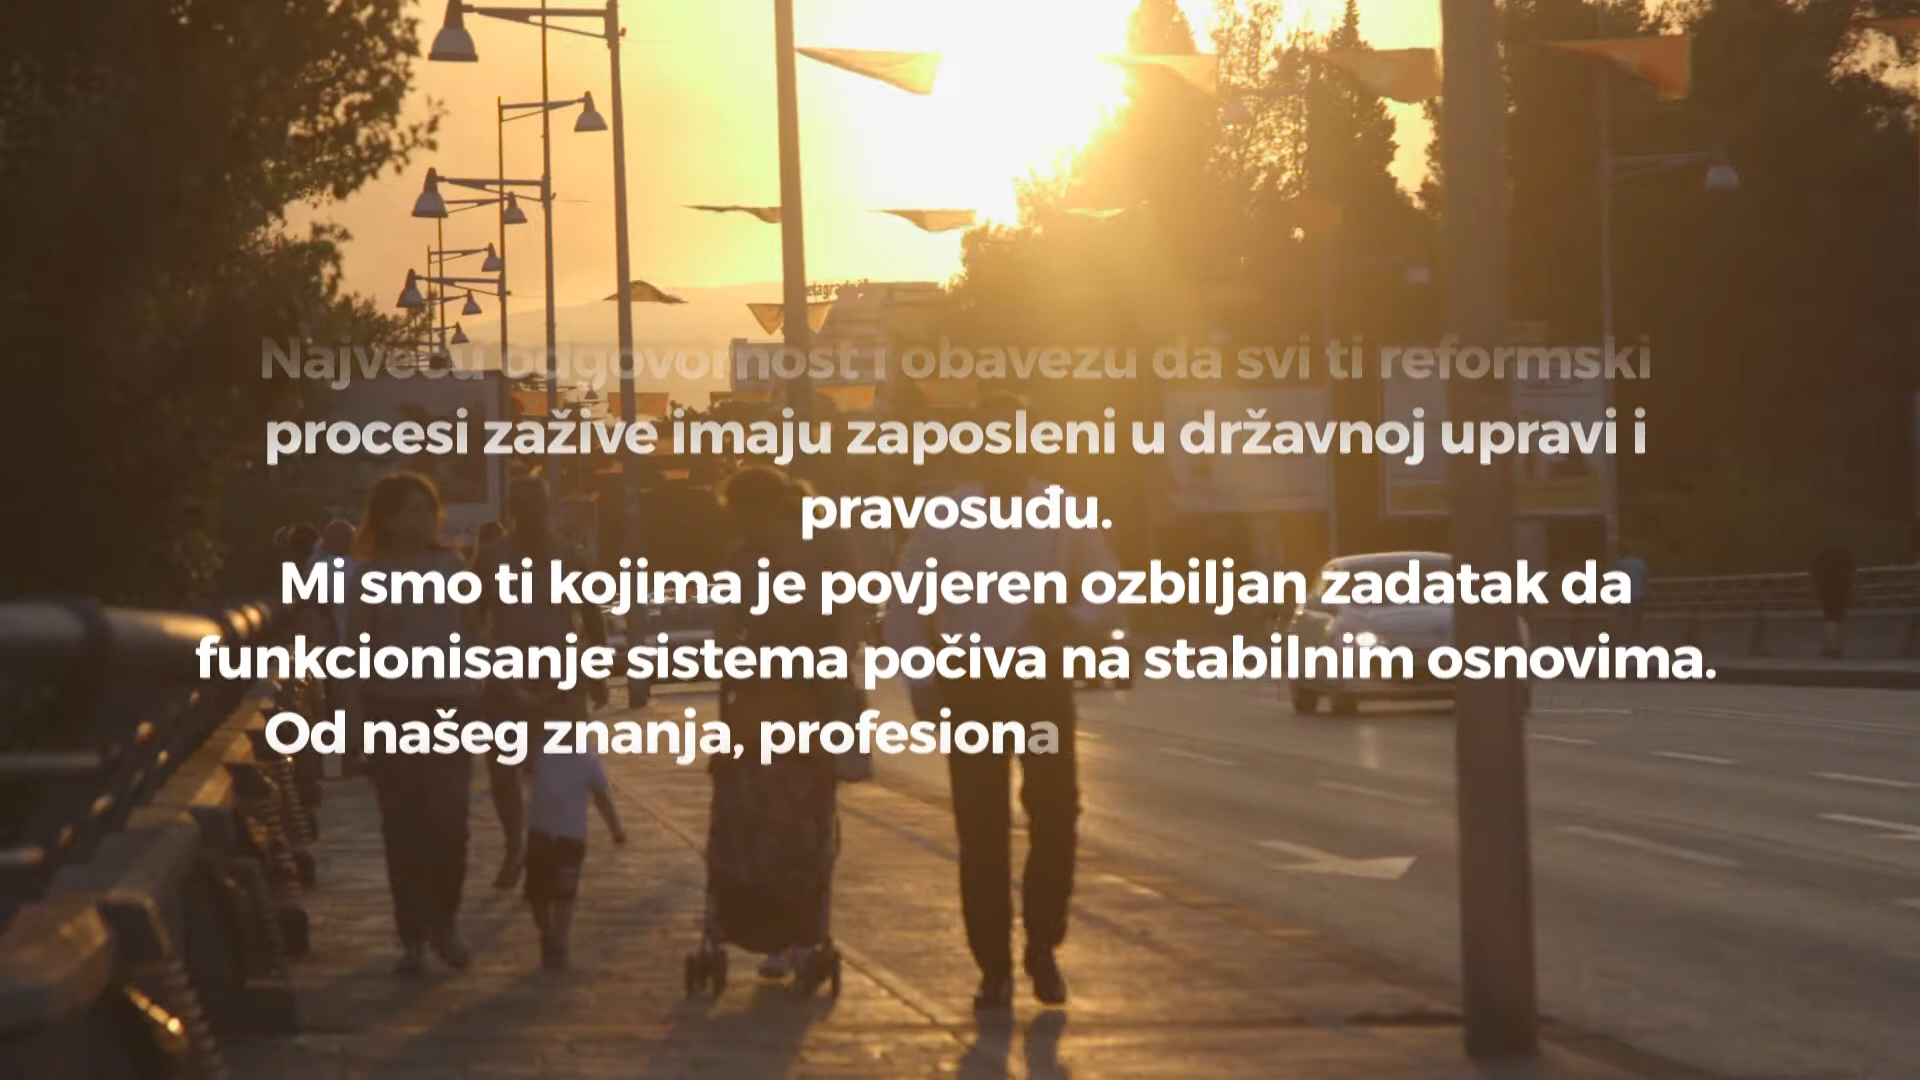 Najveću odgovornost i obavezu da svi ti reformski
procesi zažive imaju zaposleni u državnoj upravi i
pravosuđu.
Mi smo ti kojima je povjeren ozbiljan zadatak da
funkcionisanje sistema počiva na stabilnim osnovima.
Od našeg znanja, profesiona